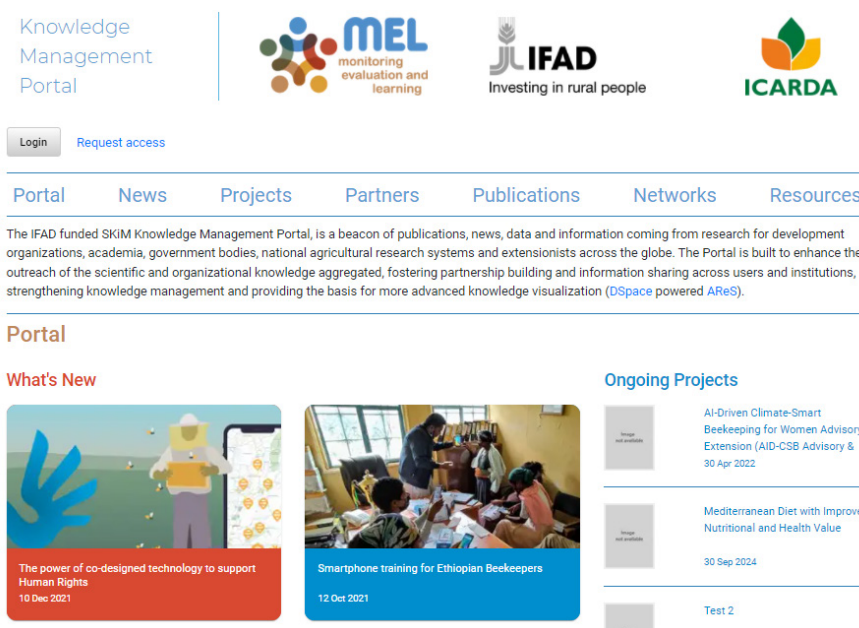 Knowledge
Management
Portal
MEL
monitoring
evaluation and
learning
JL IFAD
Investing in rural people
ICARDA
Login
Request access
Portal News Projects Partners Publications Networks Resources
The IFAD funded SKiM Knowledge Management Portal, is a beacon of publications, news, data and information coming from research for development
organizations, academia, government bodies, national agricultural research systems and extensionists across the globe. The Portal is built to enhance the
outreach of the scientific and organizational knowledge aggregated, fostering partnership building and information sharing across users and institutions,
strengthening knowledge management and providing the basis for more advanced knowledge visualization (DSpace powered AReS).
Portal
What's New
The power of co-designed technology to support
Human Rights
10 Dec 2021
Smartphone training for Ethiopian Beekeepers
12 Oct 2021
Ongoing Projects
Image
not available
AI-Driven Climate-Smart
Beekeeping for Women Advisory
Extension (AID-CSB Advisory &
30 Apr 2022
Image
not available
Mediterranean Diet with Improve
Nutritional and Health Value
30 Sep 2024
Test 2